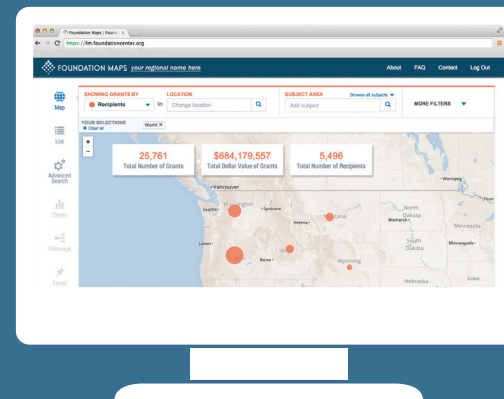 Foundation Maps | Found
https://fm.foundationcenter.org
FOUNDATION MAPS your regional name here
About FAQ Contact Log Out
SHOWING GRANTS BY LOCATION SUBJECT AREA Browse all subjects
Recipients in Change location Add subject MORE FILTERS
YOUR SELECTIONS
Clear all World
Map
List
Advanced
Search
Charts
Pathways
Saved
+
-
25,761 $684,179,557 5,496
Total Number of Grants Total Dollar Value of Grants Total Number of Recipients
Vancouver
Winnipeg
Seattle Washington Spokane
Helena
North
Dakota
Bismarck
Minnesota
Salem
South
Dakota
Minneapolis
Boise
Wyoming
Nebraska Iowa